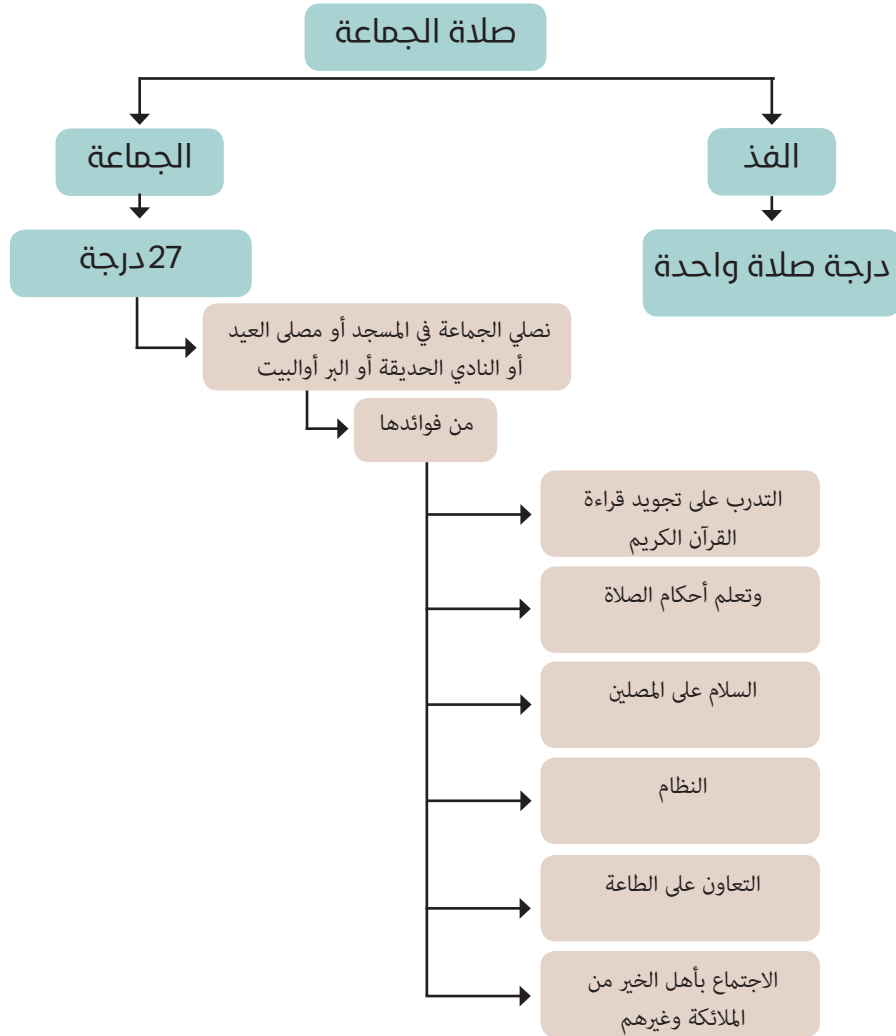 صلاة الجماعة
الفذ
الجماعة
درجة صلاة واحدة
27درجة
نصلي الجماعة في المسجد أو مصلى العيد
أو النادي الحديقة أو البر أوالبيت
من فوائدها
التدرب على تجويد قراءة
القرآن الكريم
وتعلم أحكام الصلاة
السلام على المصلين
النظام
التعاون على الطاعة
الاجتماع بأهل الخير من
الملائكة وغيرهم